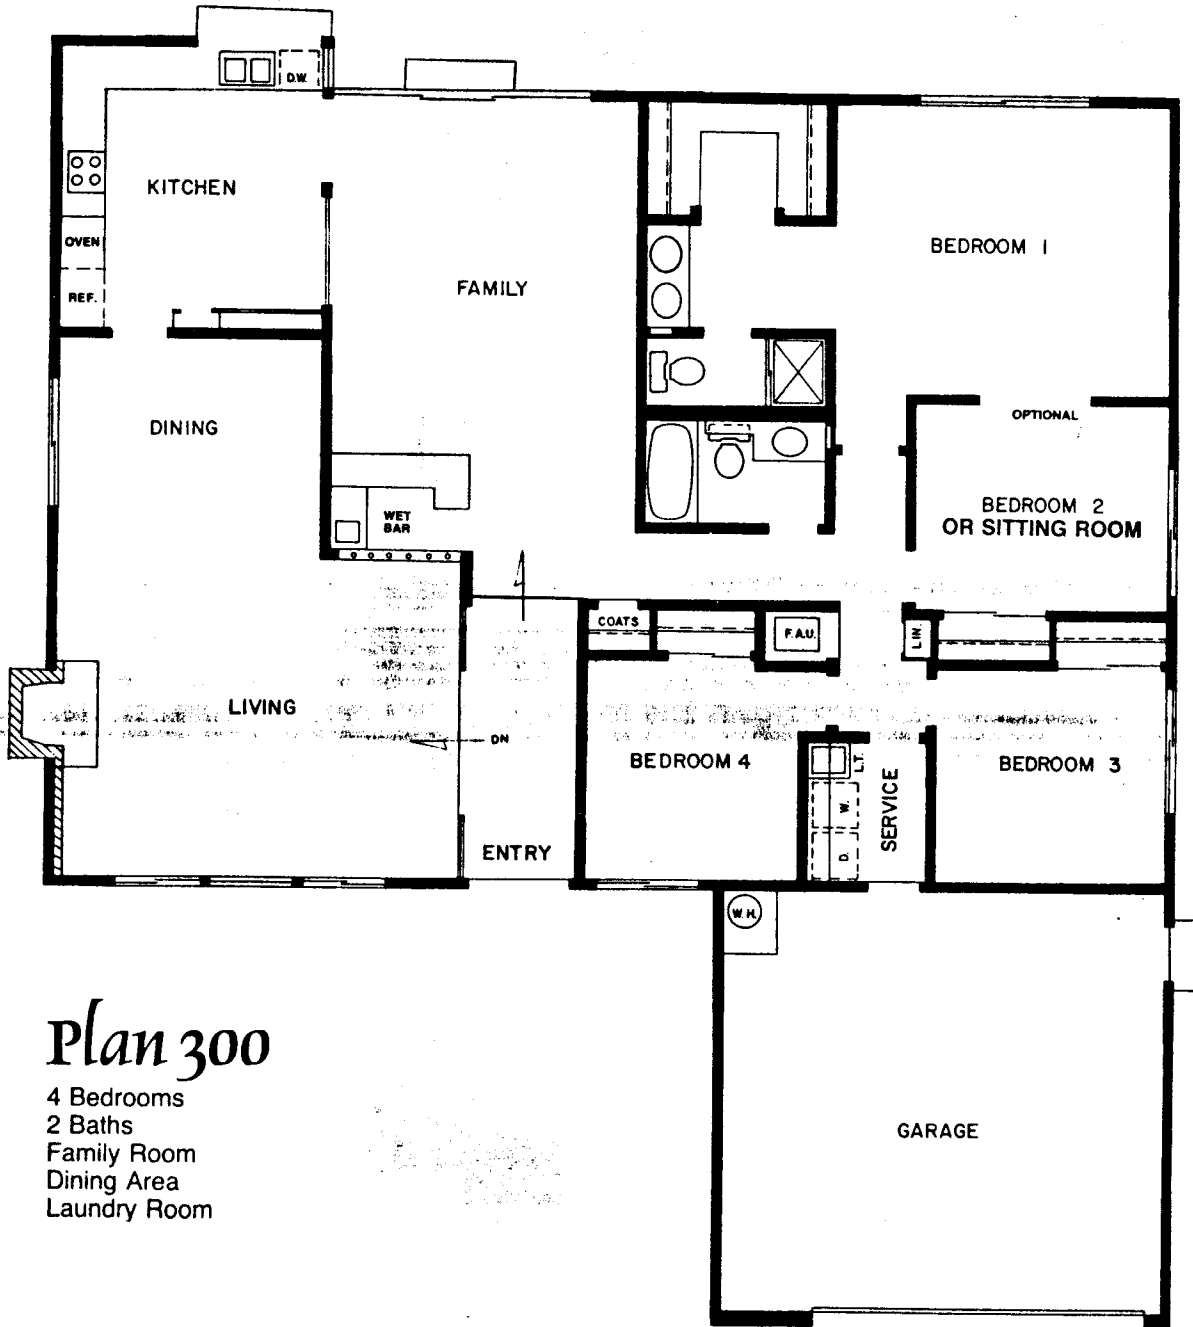 D.W.
KITCHEN
OVEN
REF.
FAMILY
BEDROOM 1
DINING
OPTIONAL
WET
BAR
BEDROOM 2
OR SITTING ROOM
COATS
F.A.U.
LIN.
LIVING
DN
BEDROOM 4
L.T.
W.
D.
SERVICE
BEDROOM 3
ENTRY
W.H.
Plan 300
4 Bedrooms
2 Baths
Family Room
Dining Area
Laundry Room
GARAGE